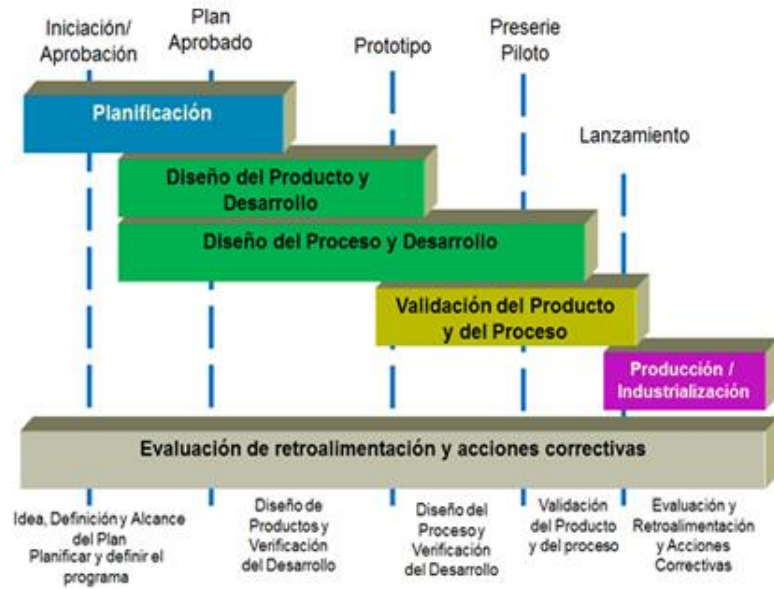 Iniciación/
Aprobación
Plan
Aprobado
Prototipo
Preserie
Piloto
Lanzamiento
Planificación
Diseño del Producto y
Desarrollo
Diseño del Proceso y Desarrollo
Validación del Producto
y del Proceso
Producción /
Industrialización
Evaluación de retroalimentación y acciones correctivas
Idea, Definición y Alcance
del Plan
Planificar y definir el
programa
Diseño de
Productos y
Verificación
del Desarrollo
Diseño del
Proceso y
Verificación
del Desarrollo
Validación
del Producto
y del proceso
Evaluación y
Retroalimentación
y Acciones
Correctivas